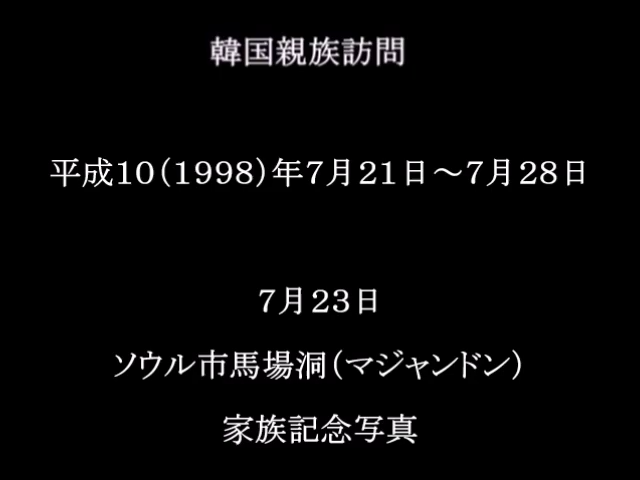 韓国親族訪問
平成10（1998）年7月21日～7月28日
7月23日
ソウル市馬場洞（マジャンドン）
家族記念写真